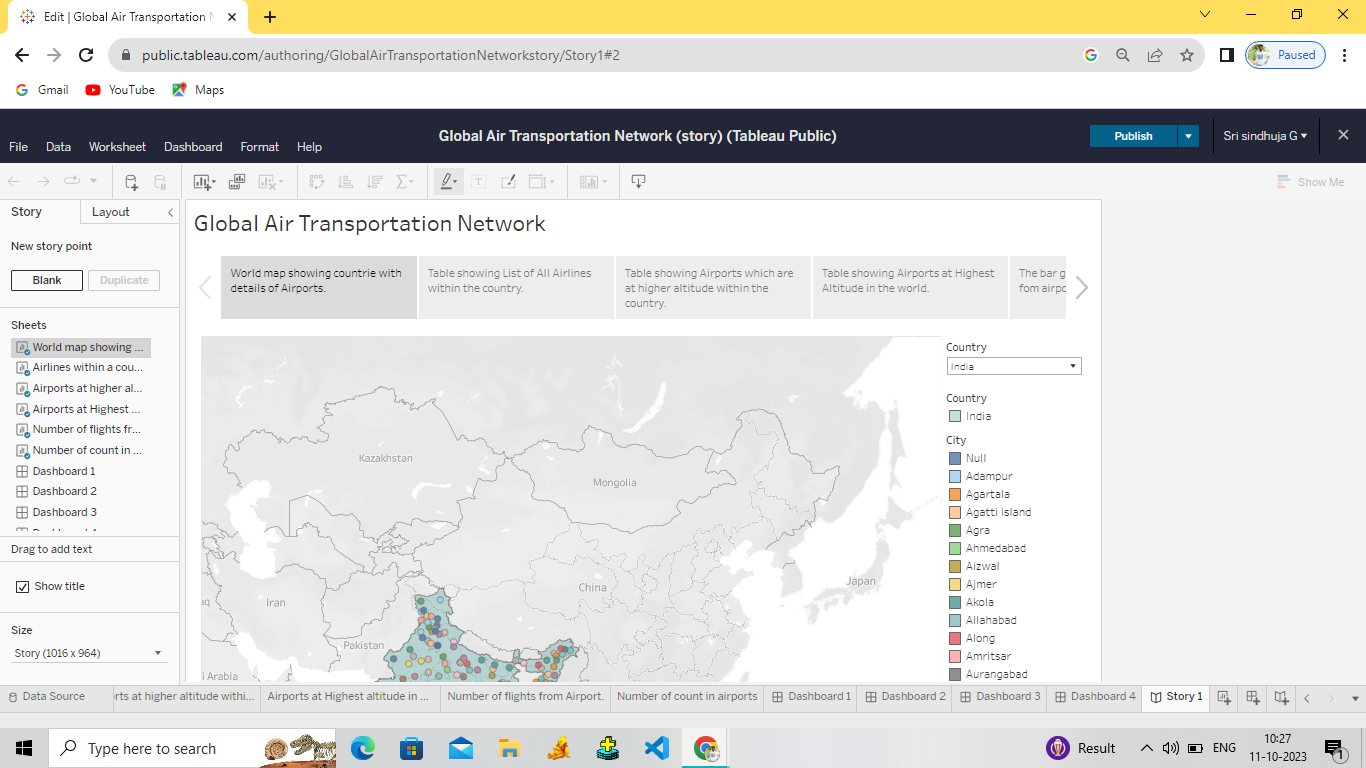 Edit | Global Air Transportation N
public.tableau.com/authoring/GlobalAirTransportationNetworkstory/Story1#2
Paused
Gmail
YouTube
Maps
Global Air Transportation Network (story) (Tableau Public)
Publish
Sri sindhuja G
File
Data
Worksheet
Dashboard
Format
Help
Show Me
Story
Layout
New story point
Blank
Duplicate
Sheets
World map showing ...
Airlines within a cou...
Airports at higher al...
Airports at Highest ...
Number of flights fr...
Number of count in ...
Dashboard 1
Dashboard 2
Dashboard 3
Drag to add text
Show title
Size
Story (1016 x 964)
Global Air Transportation Network
World map showing countrie with
details of Airports.
Table showing List of All Airlines
within the country.
Table showing Airports which are
at higher altitude within the
country.
Table showing Airports at Highest
Altitude in the world.
The bar g
fom airpo
Kazakhstan
Mongolia
China
Japan
Iran
Pakistan
i Arabia
Country
India
Country
India
City
Null
Adampur
Agartala
Agatti Island
Agra
Ahmedabad
Aizwal
Ajmer
Akola
Allahabad
Along
Amritsar
Aurangabad
Data Source
rts at higher altitude withi...
Airports at Highest altitude in ...
Number of flights from Airport.
Number of count in airports
Dashboard 1
Dashboard 2
Dashboard 3
Dashboard 4
Story 1
Type here to search
Result
ENG
10:27
11-10-2023
1